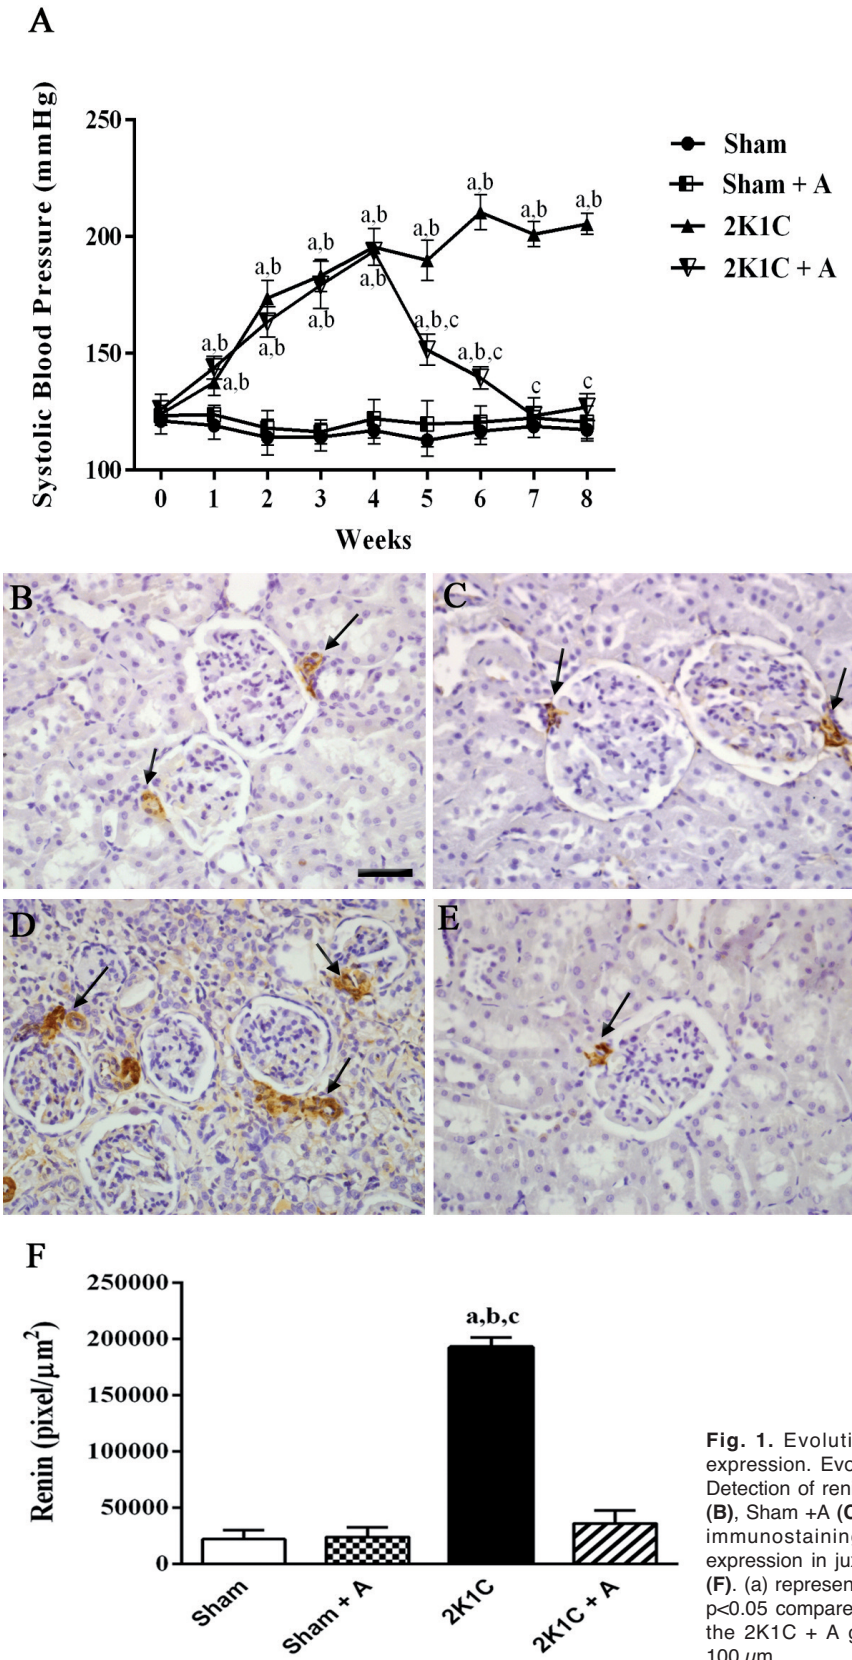 A
Systolic Blood Pressure (mmHg)
250
200
150
100
a,b
a,b
a,b
a,b
a,b
a,b
a,b
a,b
a,b
a,b
a,b
a,b
a,b,c
a,b,c
c
c
0 1 2 3 4 5 6 7 8
Weeks
Sham
Sham + A
2K1C
2K1C + A
B
C
D
E
F
Renin (pixel/µm²)
250000
200000
150000
100000
50000
0
a,b,c
Sham
Sham + A
2K1C
2K1C + A
Fig. 1. Evoluti
expression. Evo
Detection of ren
(B), Sham +A (C
immunostaining
expression in jux
(F). (a) represen
p<0.05 compare
the 2K1C + A g
100 µm